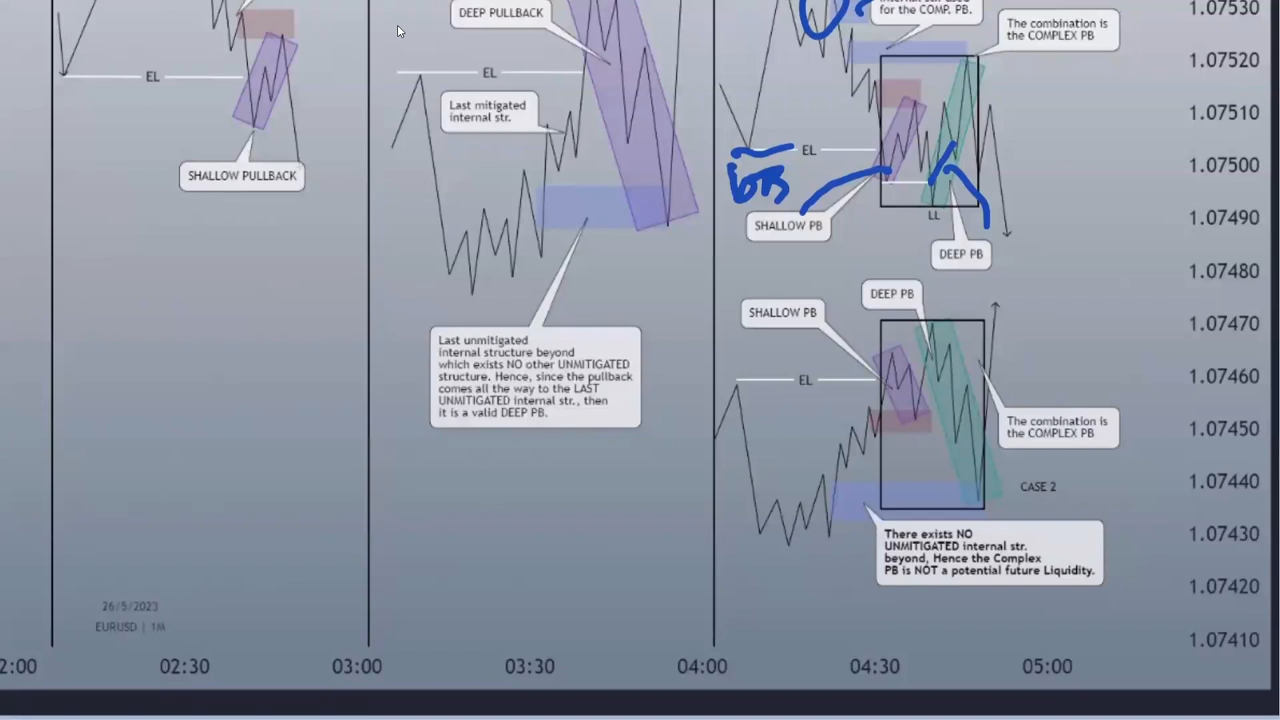 EL
SHALLOW PULLBACK
26/5/2023
EURUSD | 1M
DEEP PULLBACK
EL
Last mitigated
internal str.
Last unmitigated
internal structure beyond
which exists NO other UNMITIGATED
structure. Hence, since the pullback
comes all the way to the LAST
UNMITIGATED internal str., then
it is a valid DEEP PB.
for the COMP. PB.
The combination is
the COMPLEX PB
EL
SHALLOW PB
LL
DEEP PB
DEEP PB
SHALLOW PB
EL
The combination is
the COMPLEX PB
CASE 2
There exists NO
UNMITIGATED internal str.
beyond, Hence the Complex
PB is NOT a potential future Liquidity.
1.07530
1.07520
1.07510
1.07500
1.07490
1.07480
1.07470
1.07460
1.07450
1.07440
1.07430
1.07420
1.07410
2:00
02:30
03:00
03:30
04:00
04:30
05:00